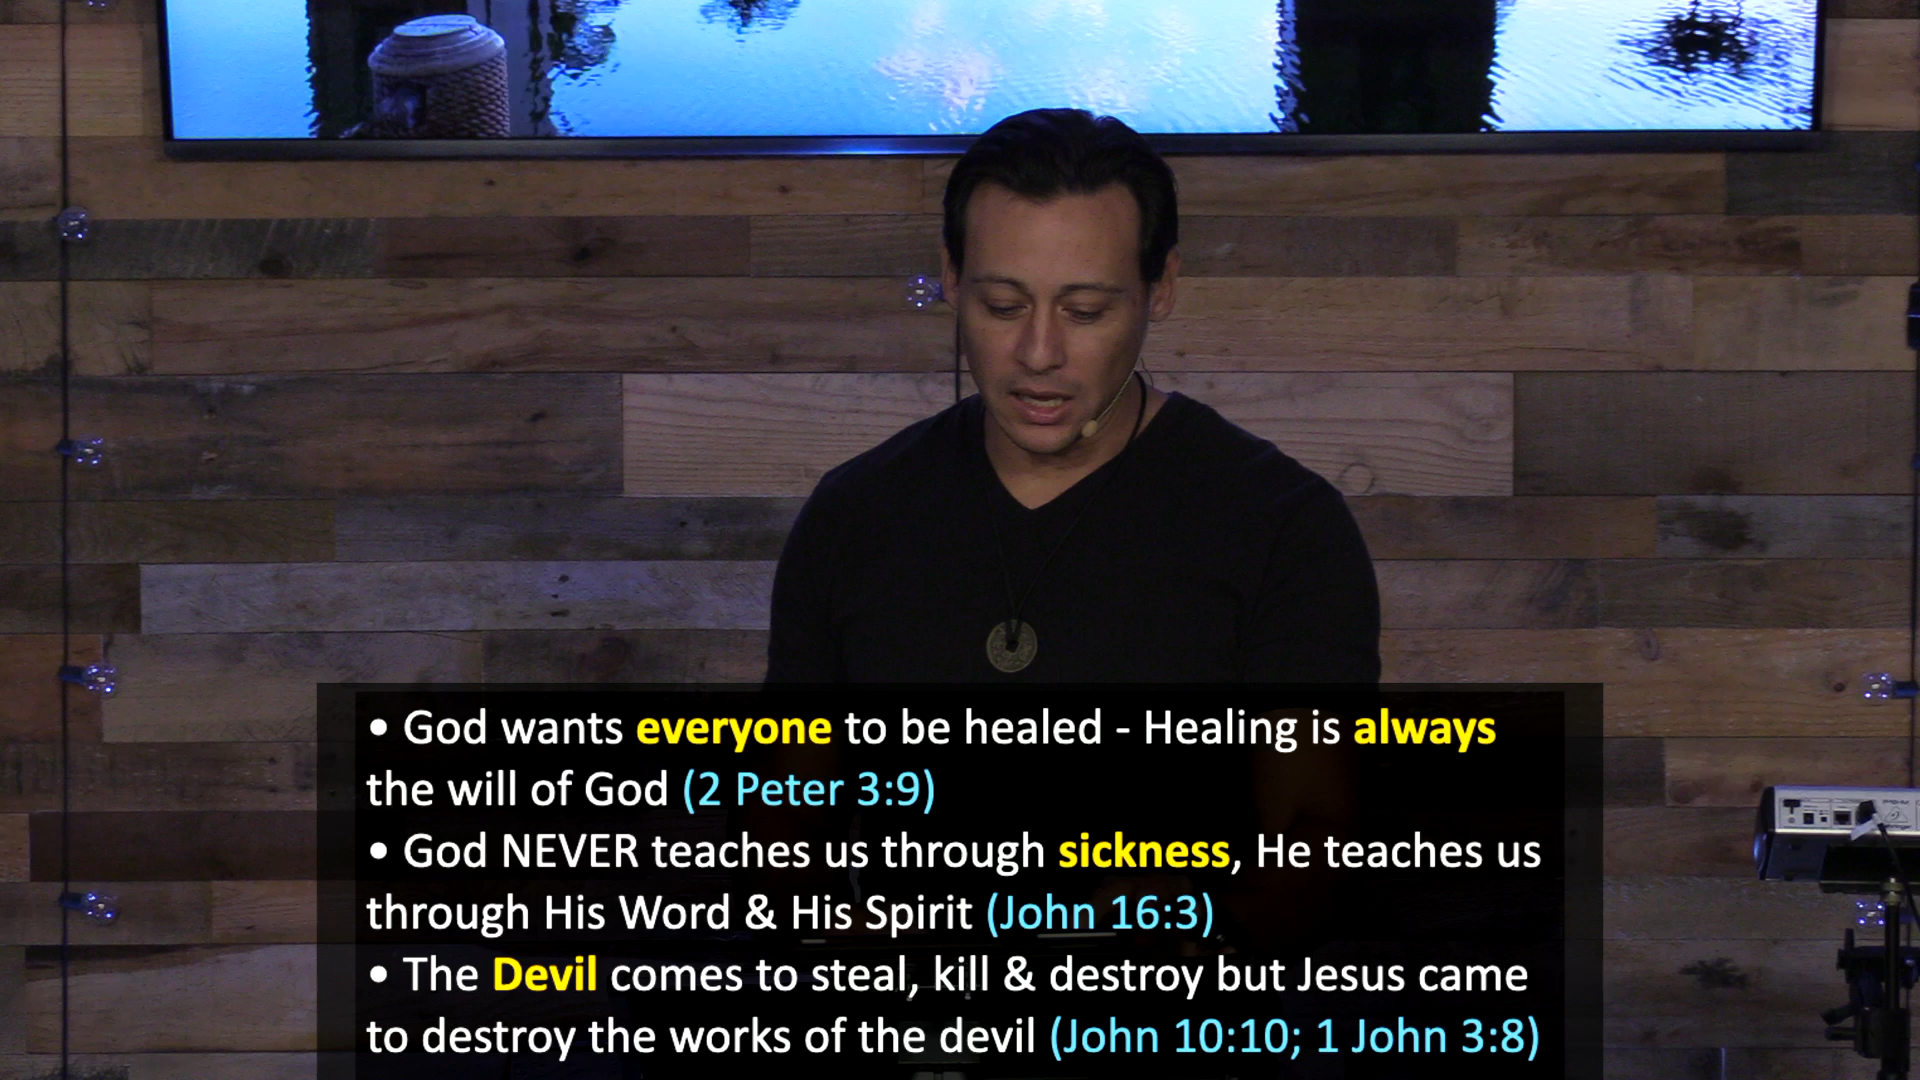 • God wants everyone to be healed - Healing is always
the will of God (2 Peter 3:9)
• God NEVER teaches us through sickness, He teaches us
through His Word & His Spirit (John 16:3)
• The Devil comes to steal, kill & destroy but Jesus came
to destroy the works of the devil (John 10:10; 1 John 3:8)